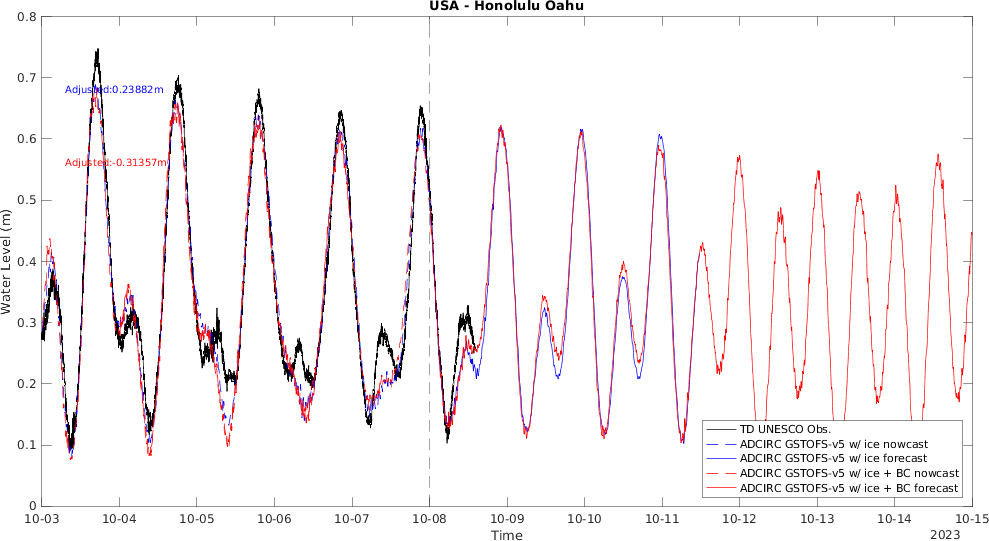 USA - Honolulu Oahu
0.8
0.7
0.6
0.5
0.4
0.3
0.2
0.1
0
Water Level (m)
Adjusted:0.23882m
Adjusted:-0.31357m
TD UNESCO Obs.
ADCIRC GSTOFS-v5 w/ ice nowcast
ADCIRC GSTOFS-v5 w/ ice forecast
ADCIRC GSTOFS-v5 w/ ice + BC nowcast
ADCIRC GSTOFS-v5 w/ ice + BC forecast
10-03 10-04 10-05 10-06 10-07 10-08 10-09 10-10 10-11 10-12 10-13 10-14 10-15
Time
2023